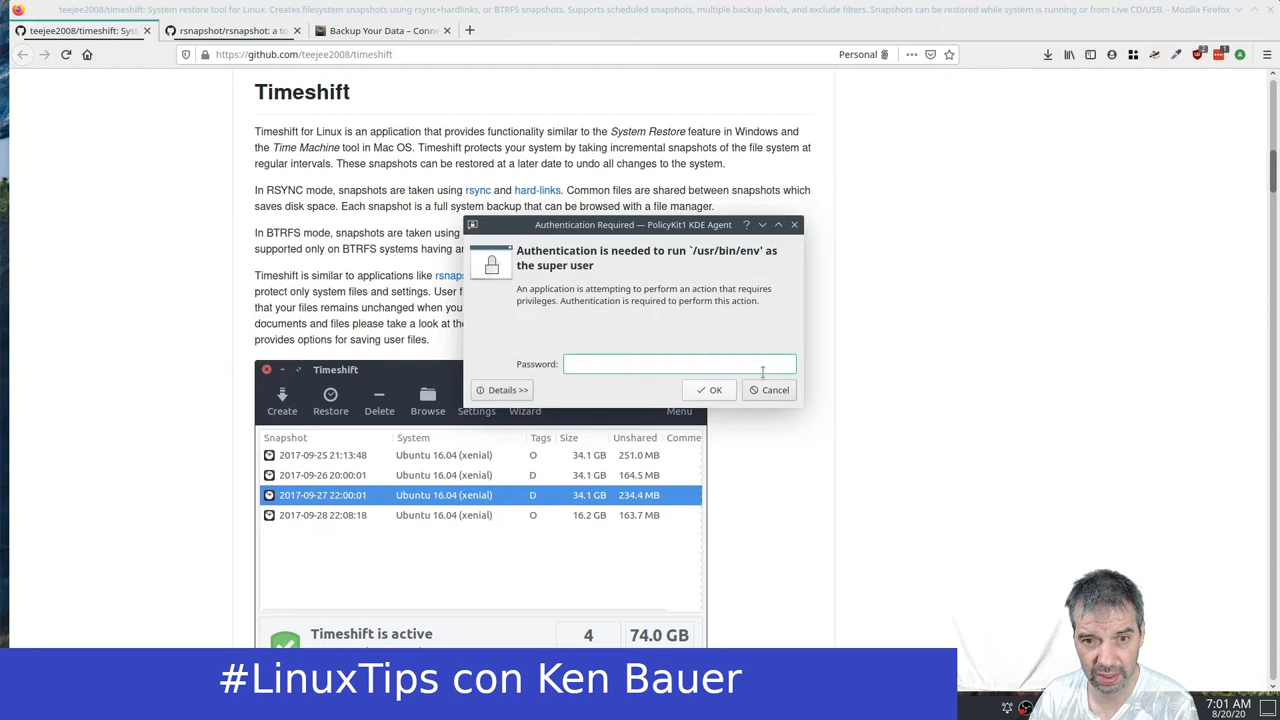 teejee2008/timeshift: System restore tool for Linux. Creates filesystem snapshots using rsync+hardlinks, or BTRFS snapshots. Supports scheduled snapshots, multiple backup levels, and exclude filters. Snapshots can be restored while system is running or from Live CD/USB. - Mozilla Firefox
teejee2008/timeshift: Sys
rsnapshot/rsnapshot: a to
Backup Your Data – Conne
https://github.com/teejee2008/timeshift
Personal
Timeshift
Timeshift for Linux is an application that provides functionality similar to the System Restore feature in Windows and
the Time Machine tool in Mac OS. Timeshift protects your system by taking incremental snapshots of the file system at
regular intervals. These snapshots can be restored at a later date to undo all changes to the system.
In RSYNC mode, snapshots are taken using rsync and hard-links. Common files are shared between snapshots which
saves disk space. Each snapshot is a full system backup that can be browsed with a file manager.
In BTRFS mode, snapshots are taken using
supported only on BTRFS systems having a
Timeshift is similar to applications like rsnap
protect only system files and settings. User f
that your files remains unchanged when you
documents and files please take a look at the
provides options for saving user files.
Authentication Required — PolicyKit1 KDE Agent
Authentication is needed to run `/usr/bin/env' as
the super user
An application is attempting to perform an action that requires
privileges. Authentication is required to perform this action.
Password:
Details >>
OK
Cancel
Timeshift
Create Restore Delete Browse Settings Wizard Menu
Snapshot System Tags Size Unshared Comme
2017-09-25 21:13:48 Ubuntu 16.04 (xenial) O 34.1 GB 251.0 MB
2017-09-26 20:00:01 Ubuntu 16.04 (xenial) D 34.1 GB 164.5 MB
2017-09-27 22:00:01 Ubuntu 16.04 (xenial) D 34.1 GB 234.4 MB
2017-09-28 22:08:18 Ubuntu 16.04 (xenial) O 16.2 GB 163.7 MB
Timeshift is active
4
74.0 GB
#LinuxTips con Ken Bauer
7:01 AM
8/20/20